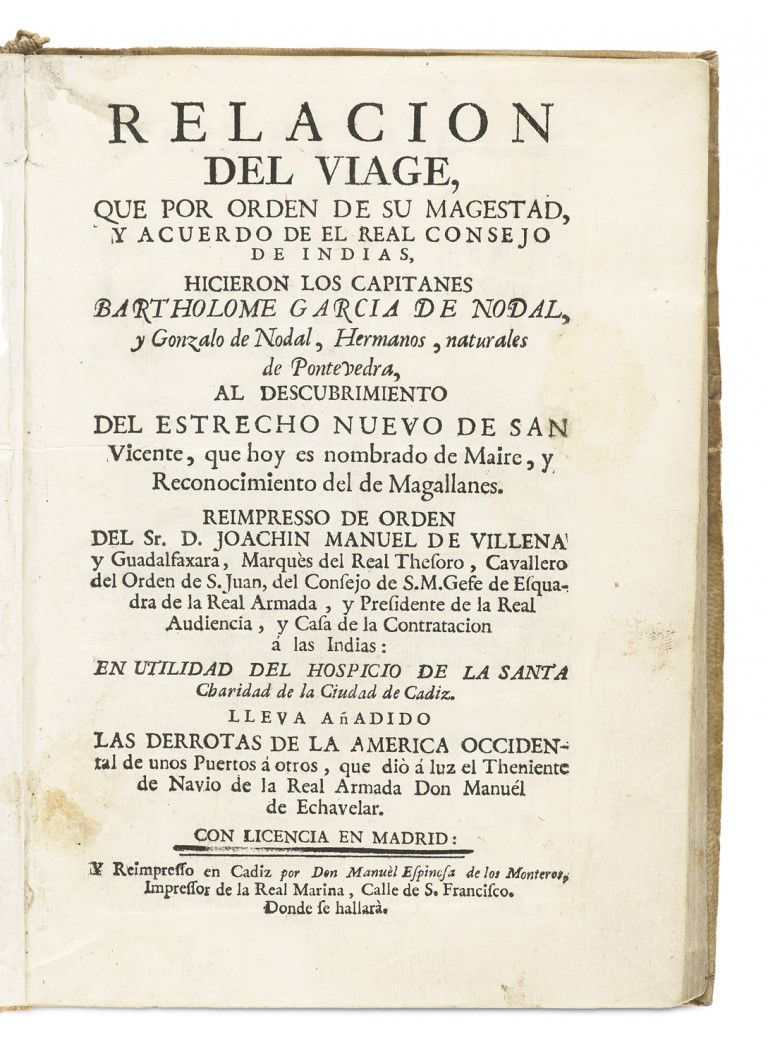 RELACION
DEL VIAGE,
QUE POR ORDEN DE SU MAGESTAD,
Y ACUERDO DE EL REAL CONSEJO
DE INDIAS,
HICIERON LOS CAPITANES
BARTHOLOME GARCIA DE NODAL,
y Gonzalo de Nodal, Hermanos, naturales
de Pontevedra,
AL DESCUBRIMIENTO
DEL ESTRECHO NUEVO DE SAN
Vicente, que hoy es nombrado de Maire, y
Reconocimiento del de Magallanes.
REIMPRESSO DE ORDEN
DEL Sr. D. JOACHIN MANUEL DE VILLENA
y Guadalfaxara, Marquès del Real Theſoro, Cavallero
del Orden de S. Juan, del Conſejo de S.M. Gefe de Eſqua-
dra de la Real Armada, y Preſidente de la Real
Audiencia, y Caſa de la Contratacion
á las Indias:
EN UTILIDAD DEL HOSPICIO DE LA SANTA
Charidad de la Ciudad de Cadiz.
LLEVA AñADIDO
LAS DERROTAS DE LA AMERICA OCCIDEN-
tal de unos Puertos á otros, que diò á luz el Theniente
de Navio de la Real Armada Don Manuél
de Echavelar.
CON LICENCIA EN MADRID:
Y Reimpreſſo en Cadiz por Don Manuèl Eſpinoſa de los Monteros,
Impreſſor de la Real Marina, Calle de S. Franciſco.
Donde ſe hallarà.